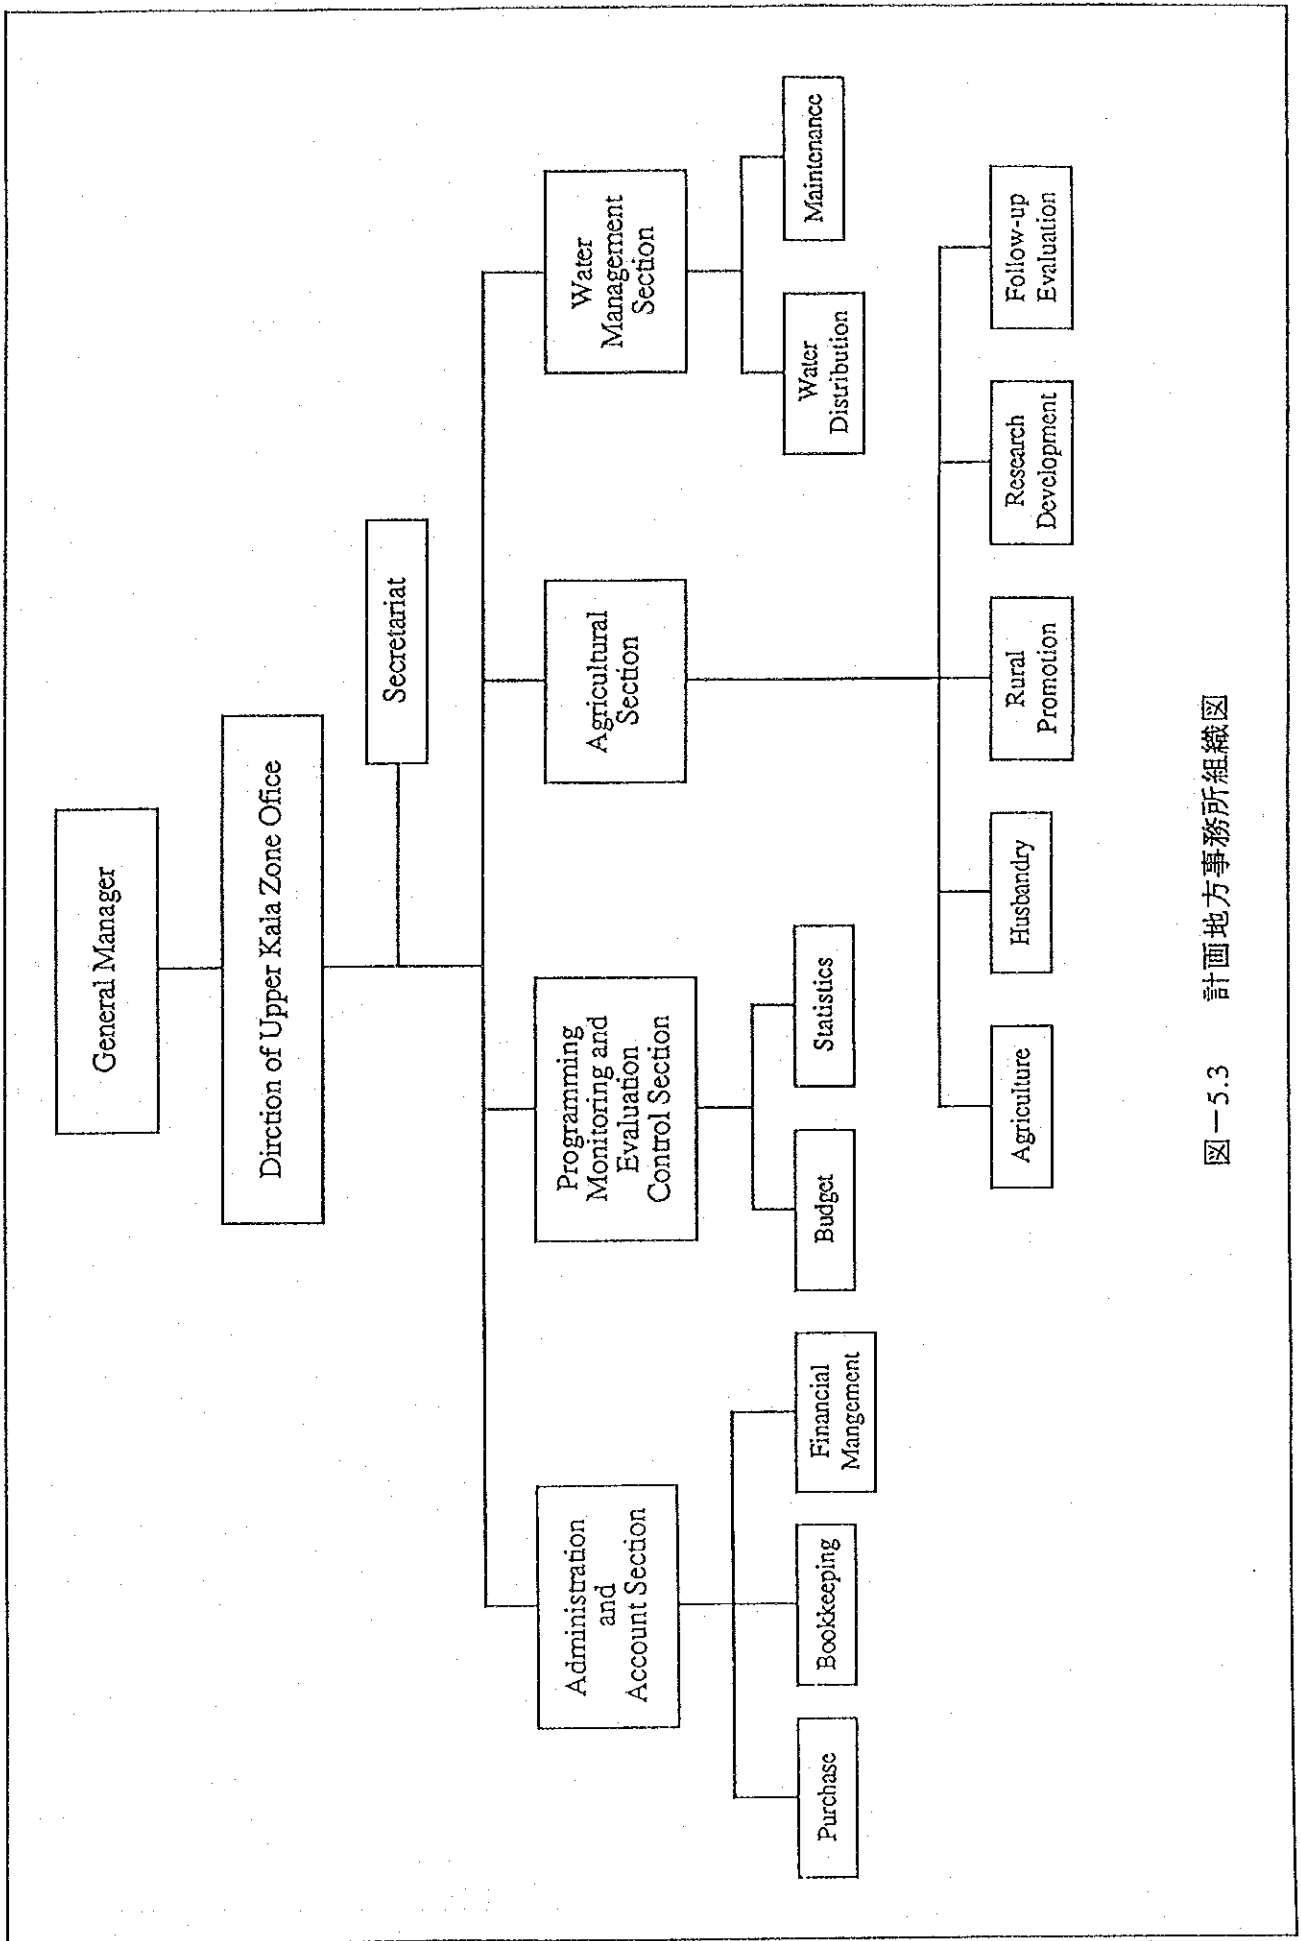 General Manager
Dirction of Upper Kala Zone Ofice
Secretariat
Administration
and
Account Section
Programming
Monitoring and
Evaluation
Control Section
Agricultural
Section
Water
Management
Section
Purchase
Bookkeeping
Financial
Mangement
Budget
Statistics
Water
Distribution
Maintenance
Agriculture
Husbandry
Rural
Promotion
Research
Development
Follow-up
Evaluation
図－5.3 計画地方事務所組織図